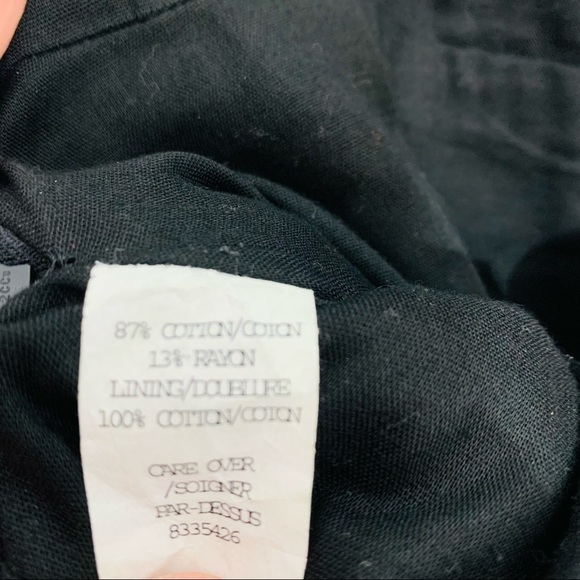 87% COTTON/COTON
13% RAYON
LINING/DOUBLURE
100% COTTON/COTON
CARE OVER
/SOIGNER
PAR-DESSUS
8335426